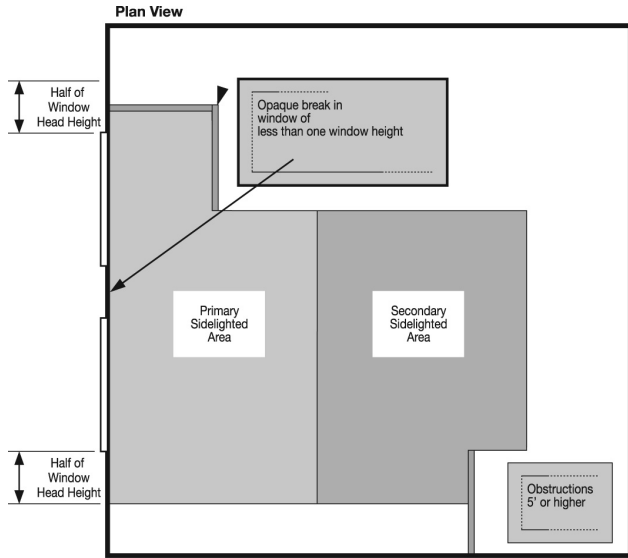 Plan View
Half of
Window
Head Height
Opaque break in
window of
less than one window height
Primary
Sidelighted
Area
Secondary
Sidelighted
Area
Half of
Window
Head Height
Obstructions
5' or higher